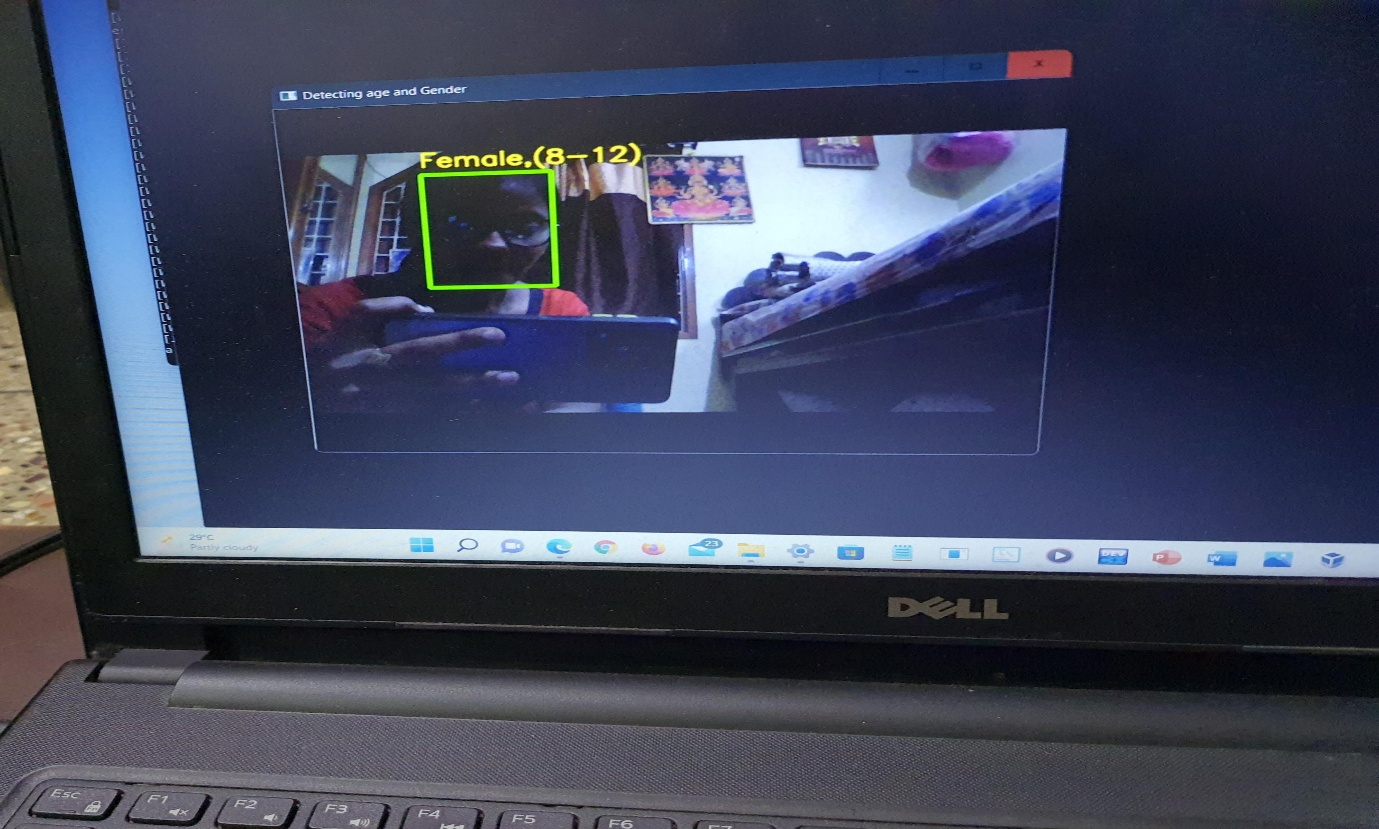 Detecting age and Gender
Female,(8-12)
29°C
Partly cloudy
23
DEV
P
W
DELL
Esc
F1
F2
F3
F4
F5
F6